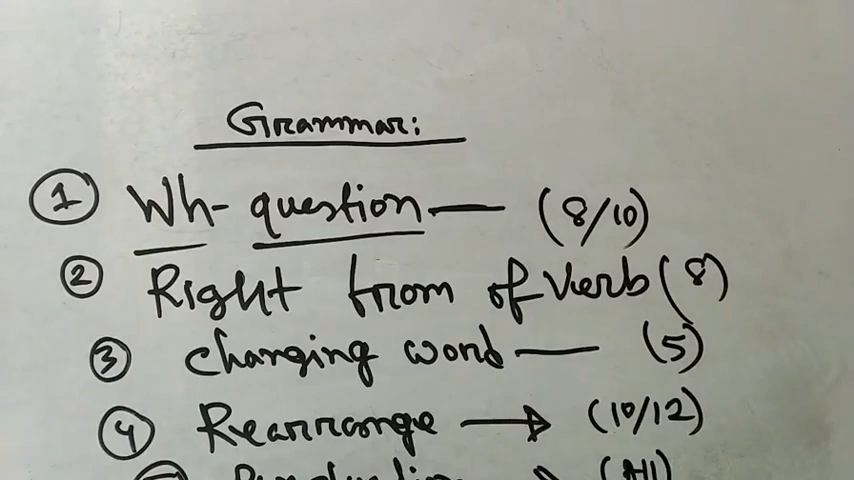 Grammar:
1 Wh- question — (8/10)
2 Right from of Verb (8)
3 Changing word — (5)
4 Rearrange → (10/12)
(All)